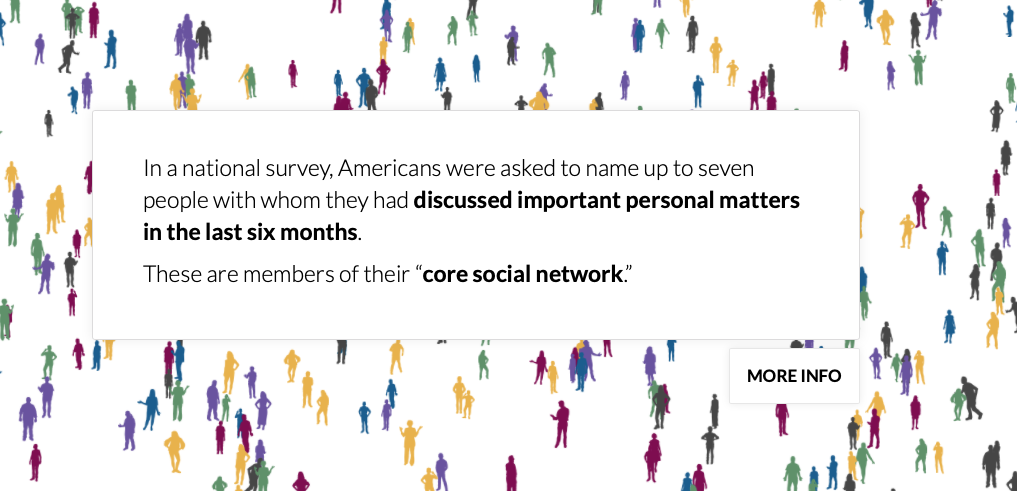 In a national survey, Americans were asked to name up to seven
people with whom they had discussed important personal matters
in the last six months.
These are members of their “core social network.”
MORE INFO